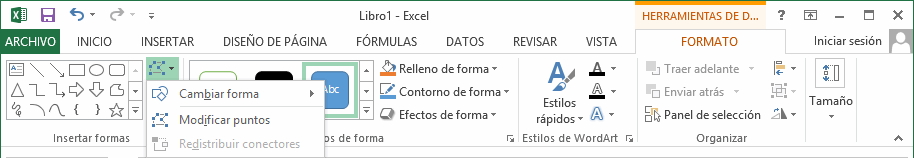 Libro1 - Excel
HERRAMIENTAS DE D...
ARCHIVO INICIO INSERTAR DISEÑO DE PÁGINA FÓRMULAS DATOS REVISAR VISTA FORMATO Iniciar sesión
Abc
Relleno de forma
Contorno de forma
Efectos de forma
Cambiar forma
Modificar puntos
Redistribuir conectores
Estilos
rápidos
Traer adelante
Enviar atrás
Panel de selección
Tamaño
Insertar formas
os de forma
Estilos de WordArt
Organizar